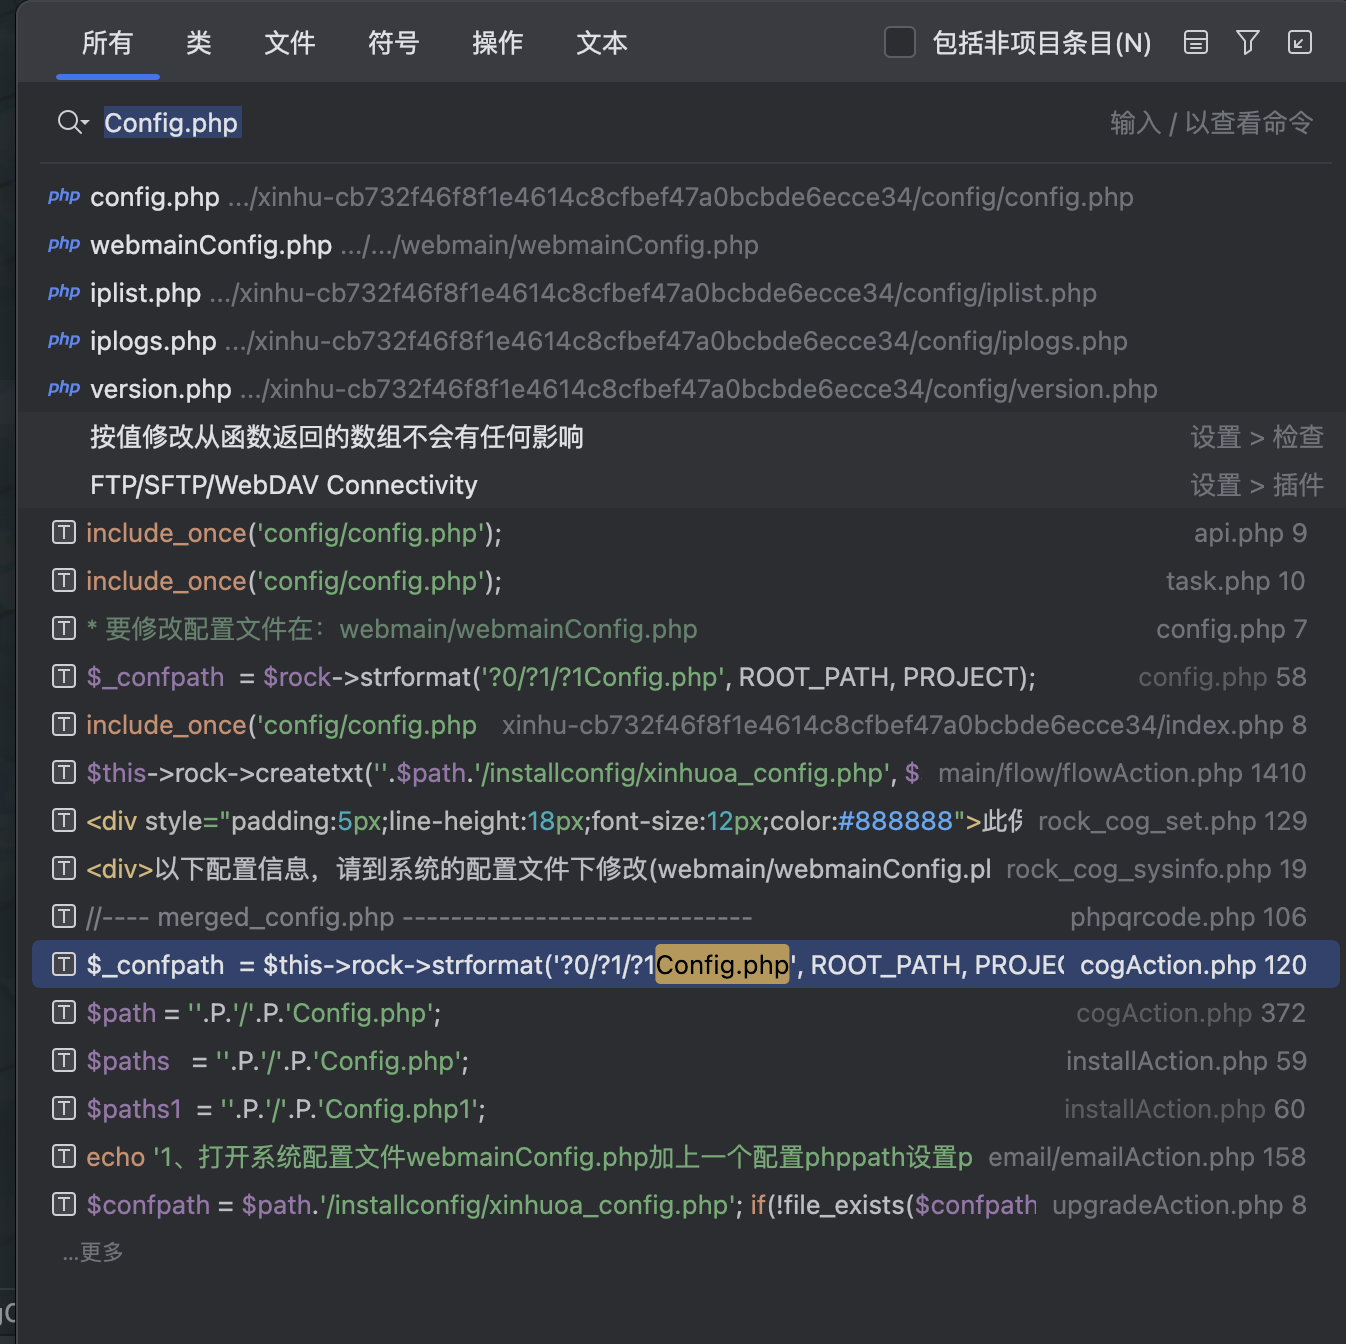 所有 类 文件 符号 操作 文本 包括非项目条目(N)
Config.php 输入 / 以查看命令
php config.php .../xinhu-cb732f46f8f1e4614c8cfbef47a0bcbde6ecce34/config/config.php
php webmainConfig.php .../.../webmain/webmainConfig.php
php iplist.php .../xinhu-cb732f46f8f1e4614c8cfbef47a0bcbde6ecce34/config/iplist.php
php iplogs.php .../xinhu-cb732f46f8f1e4614c8cfbef47a0bcbde6ecce34/config/iplogs.php
php version.php .../xinhu-cb732f46f8f1e4614c8cfbef47a0bcbde6ecce34/config/version.php
按值修改从函数返回的数组不会有任何影响 设置 > 检查
FTP/SFTP/WebDAV Connectivity 设置 > 插件
T include_once('config/config.php'); api.php 9
T include_once('config/config.php'); task.php 10
T * 要修改配置文件在：webmain/webmainConfig.php config.php 7
T $_confpath = $rock->strformat('?0/?1/?1Config.php', ROOT_PATH, PROJECT); config.php 58
T include_once('config/config.php xinhu-cb732f46f8f1e4614c8cfbef47a0bcbde6ecce34/index.php 8
T $this->rock->createtxt(''.$path.'/installconfig/xinhuoa_config.php', $ main/flow/flowAction.php 1410
T <div style="padding:5px;line-height:18px;font-size:12px;color:#888888">此 rock_cog_set.php 129
T <div>以下配置信息，请到系统的配置文件下修改(webmain/webmainConfig.p rock_cog_sysinfo.php 19
T //---- merged_config.php ----------------------------- phpqrcode.php 106
T $_confpath = $this->rock->strformat('?0/?1/?1Config.php', ROOT_PATH, PROJEC cogAction.php 120
T $path = ''.P.'/'.P.'Config.php'; cogAction.php 372
T $paths = ''.P.'/'.P.'Config.php'; installAction.php 59
T $paths1 = ''.P.'/'.P.'Config.php1'; installAction.php 60
T echo '1、打开系统配置文件webmainConfig.php加上一个配置phppath设置p email/emailAction.php 158
T $confpath = $path.'/installconfig/xinhuoa_config.php'; if(!file_exists($confpath upgradeAction.php 8
...更多